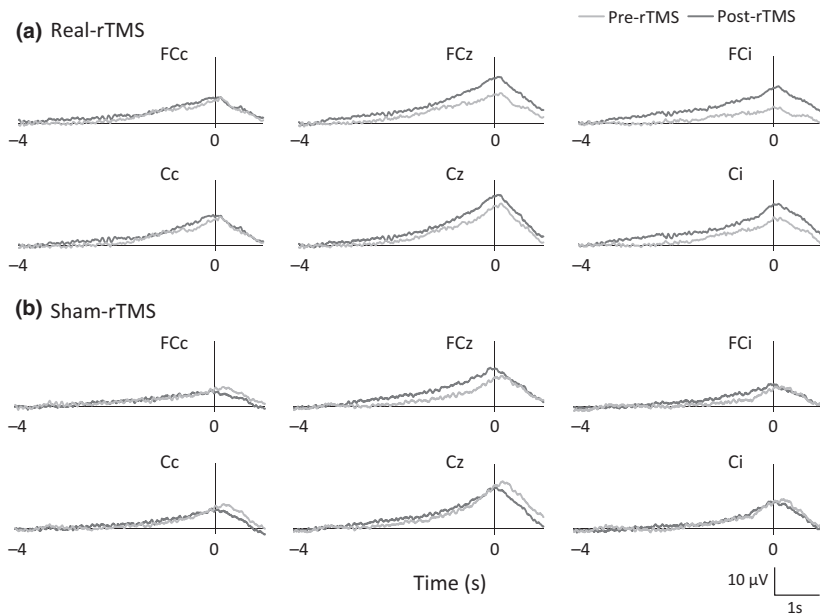 Pre-rTMS Post-rTMS
(a) Real-rTMS
FCc FCz FCi
−4 0 −4 0 −4 0
Cc Cz Ci
−4 0 −4 0 −4 0
(b) Sham-rTMS
FCc FCz FCi
−4 0 −4 0 −4 0
Cc Cz Ci
−4 0 −4 0 −4 0
Time (s)
10 µV
1s